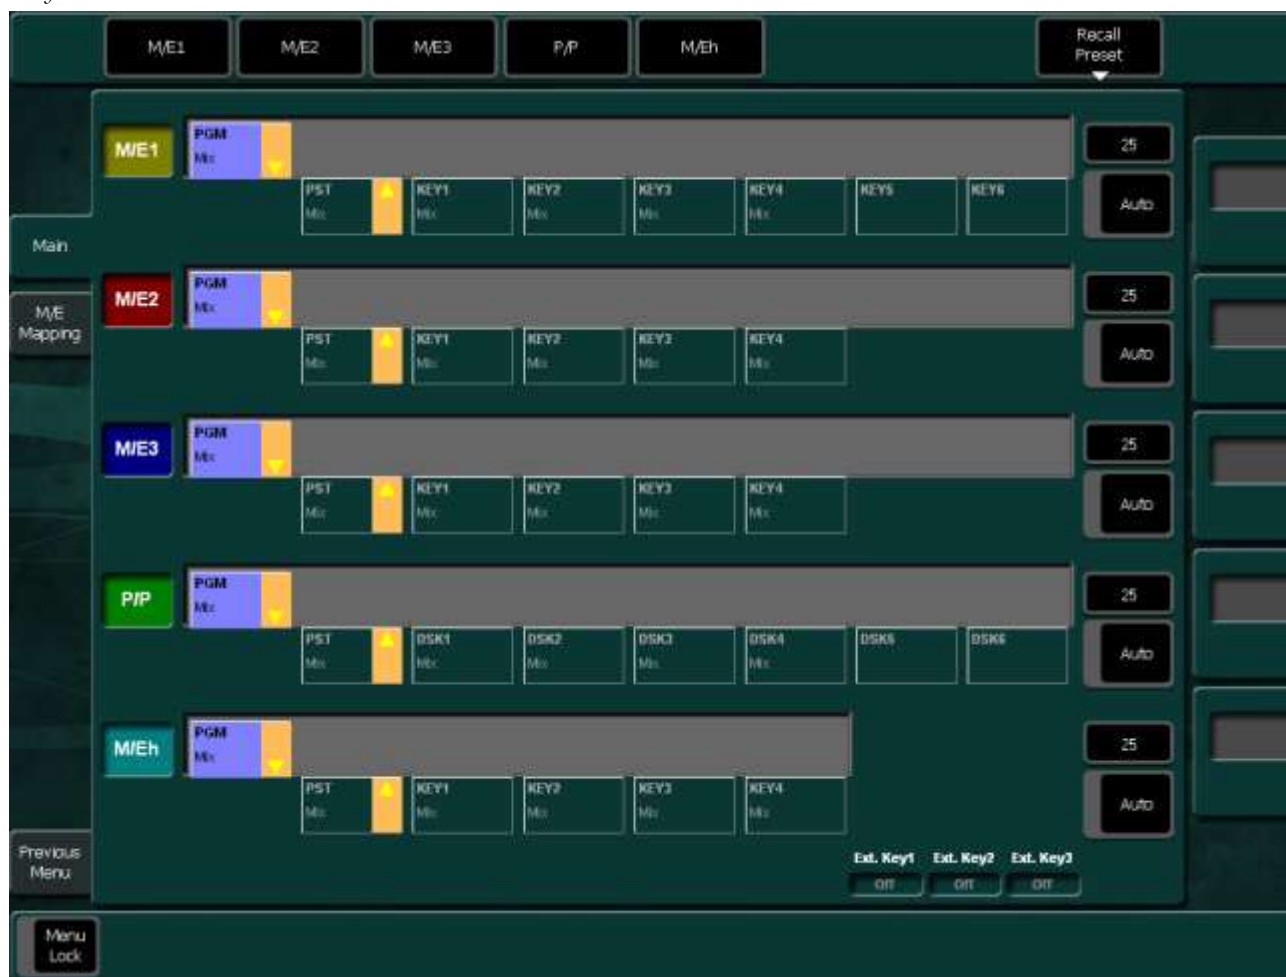 M/E1 M/E2 M/E3 P/P M/Eh Recall
Preset
M/E1 PGM 25
Mix
PST KEY1 KEY2 KEY3 KEY4 KEY5 KEY6 Auto
Mix Mix Mix Mix Mix
Main
M/E2 PGM 25
Mix
M/E
Mapping
PST KEY1 KEY2 KEY3 KEY4 Auto
Mix Mix Mix Mix Mix
M/E3 PGM 25
Mix
PST KEY1 KEY2 KEY3 KEY4 Auto
Mix Mix Mix Mix Mix
P/P PGM 25
Mix
PST DSK1 DSK2 DSK3 DSK4 DSK5 DSK6 Auto
Mix Mix Mix Mix Mix
M/Eh PGM 25
Mix
PST KEY1 KEY2 KEY3 KEY4 Auto
Mix Mix Mix Mix Mix
Previous
Menu
Ext. Key1 Ext. Key2 Ext. Key3
Off Off Off
Menu
Lock